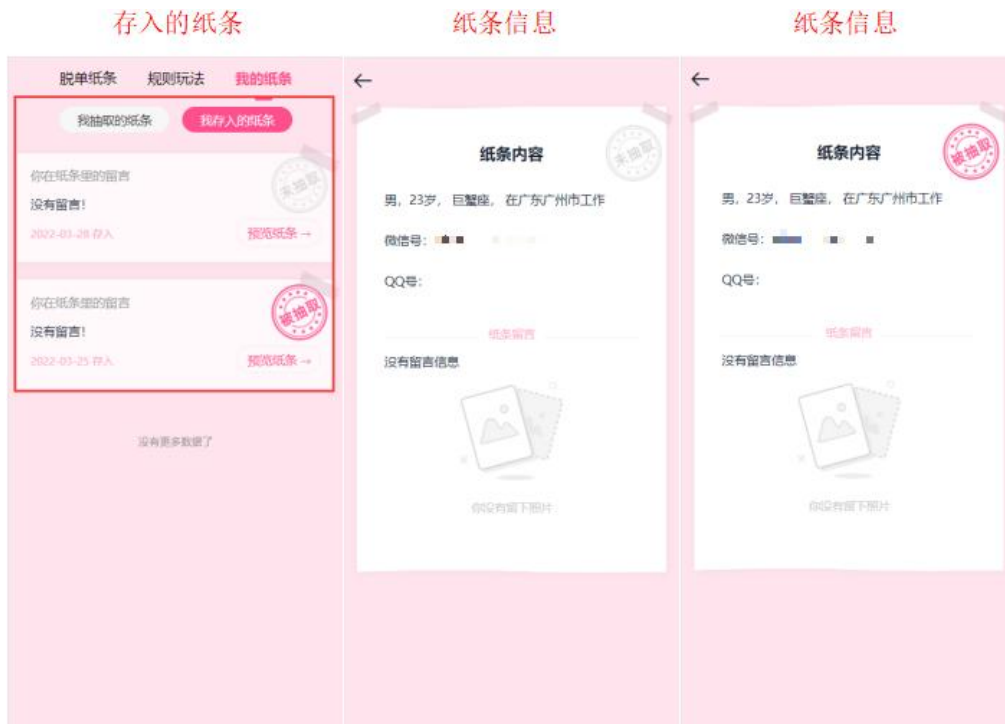 存入的纸条
纸条信息
纸条信息
脱单纸条 规则玩法 我的纸条
我抽取的纸条 我存入的纸条
你在纸条里的留言
没有留言!
2022-03-28 存入
预览纸条 →
未抽取
你在纸条里的留言
没有留言!
2022-03-25 存入
预览纸条 →
被抽取
没有更多数据了
纸条内容
未抽取
男, 23岁, 巨蟹座, 在广东广州市工作
微信号:
QQ号:
纸条留言
没有留言信息
你没有留下照片
纸条内容
被抽取
男, 23岁, 巨蟹座, 在广东广州市工作
微信号:
QQ号:
纸条留言
没有留言信息
你没有留下照片